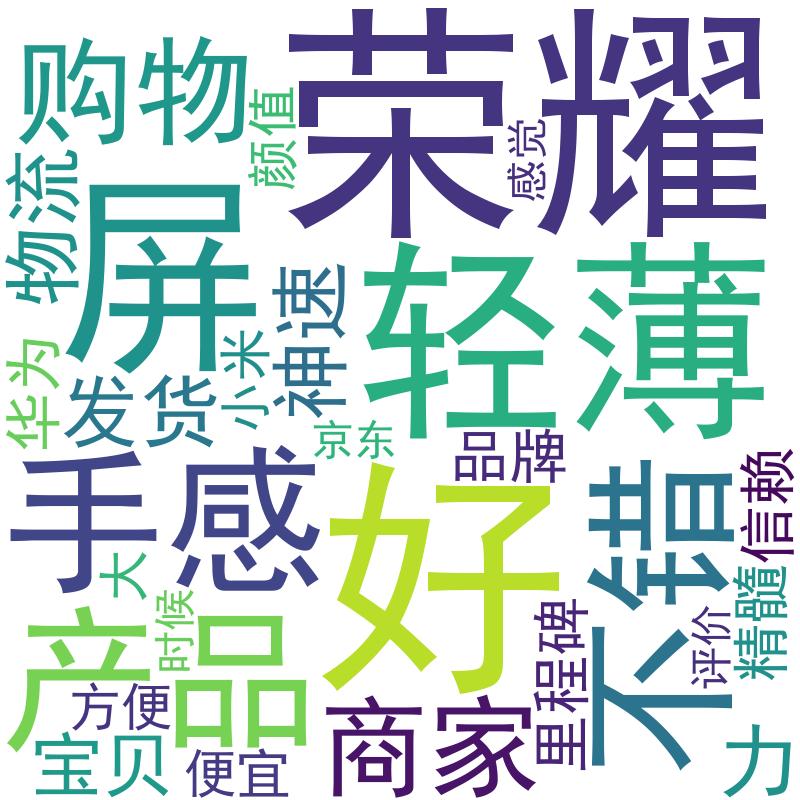 购物
荣耀
颜值
感觉
物流
屏
轻薄
神速
小米
华为
发货
京东
品牌
手感
好
不错
信赖
大
时候
产品
里程碑
评价
精髓
方便
商家
宝贝
便宜
力